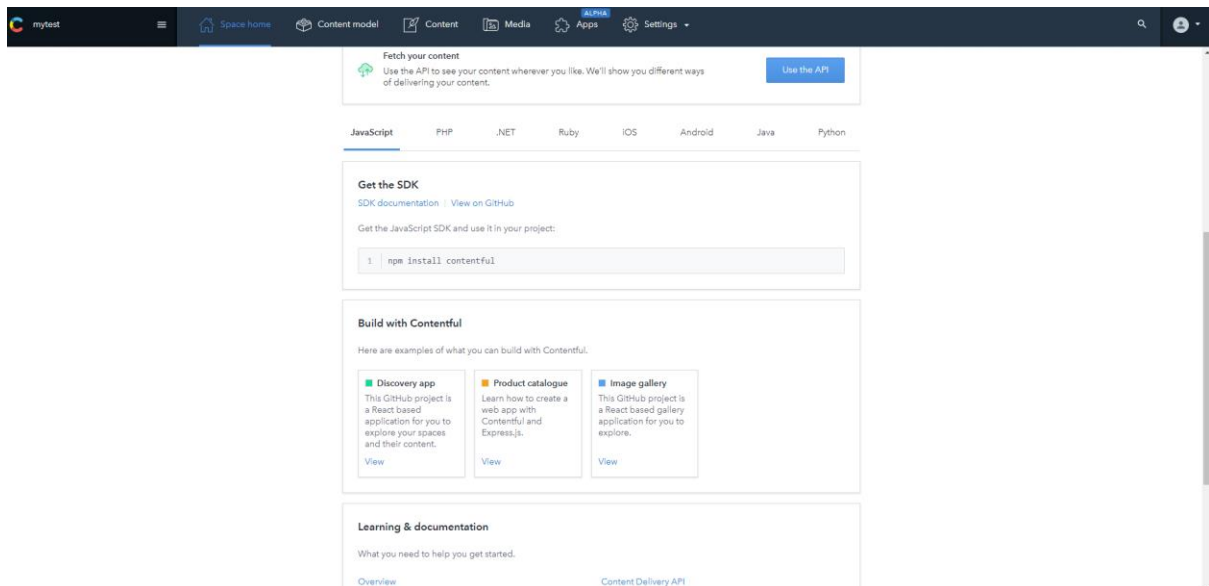 mytest
Space home
Content model
Content
Media
ALPHA
Apps
Settings
Fetch your content
Use the API to see your content wherever you like. We'll show you different ways
of delivering your content.
Use the API
JavaScript
PHP
.NET
Ruby
iOS
Android
Java
Python
Get the SDK
SDK documentation | View on GitHub
Get the JavaScript SDK and use it in your project:
1 npm install contentful
Build with Contentful
Here are examples of what you can build with Contentful.
Discovery app
This GitHub project is
a React based
application for you to
explore your spaces
and their content.
View
Product catalogue
Learn how to create a
web app with
Contentful and
Express.js.
View
Image gallery
This GitHub project is
a React based gallery
application for you to
explore.
View
Learning & documentation
What you need to help you get started.
Overview
Content Delivery API